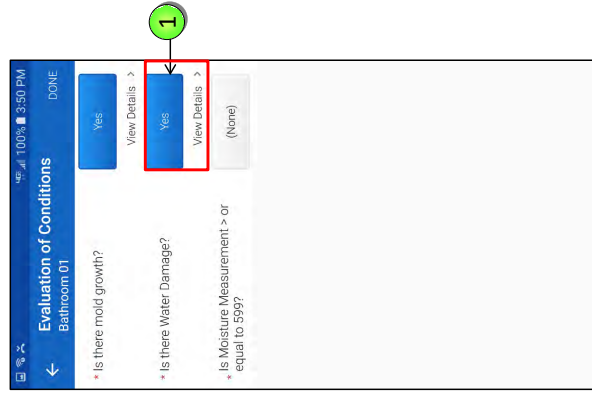 4G 100% 3:50 PM
Evaluation of Conditions
DONE
Bathroom 01
* Is there mold growth?
Yes
View Details >
* Is there Water Damage?
Yes
View Details >
* Is Moisture Measurement > or
equal to 599?
(None)
1